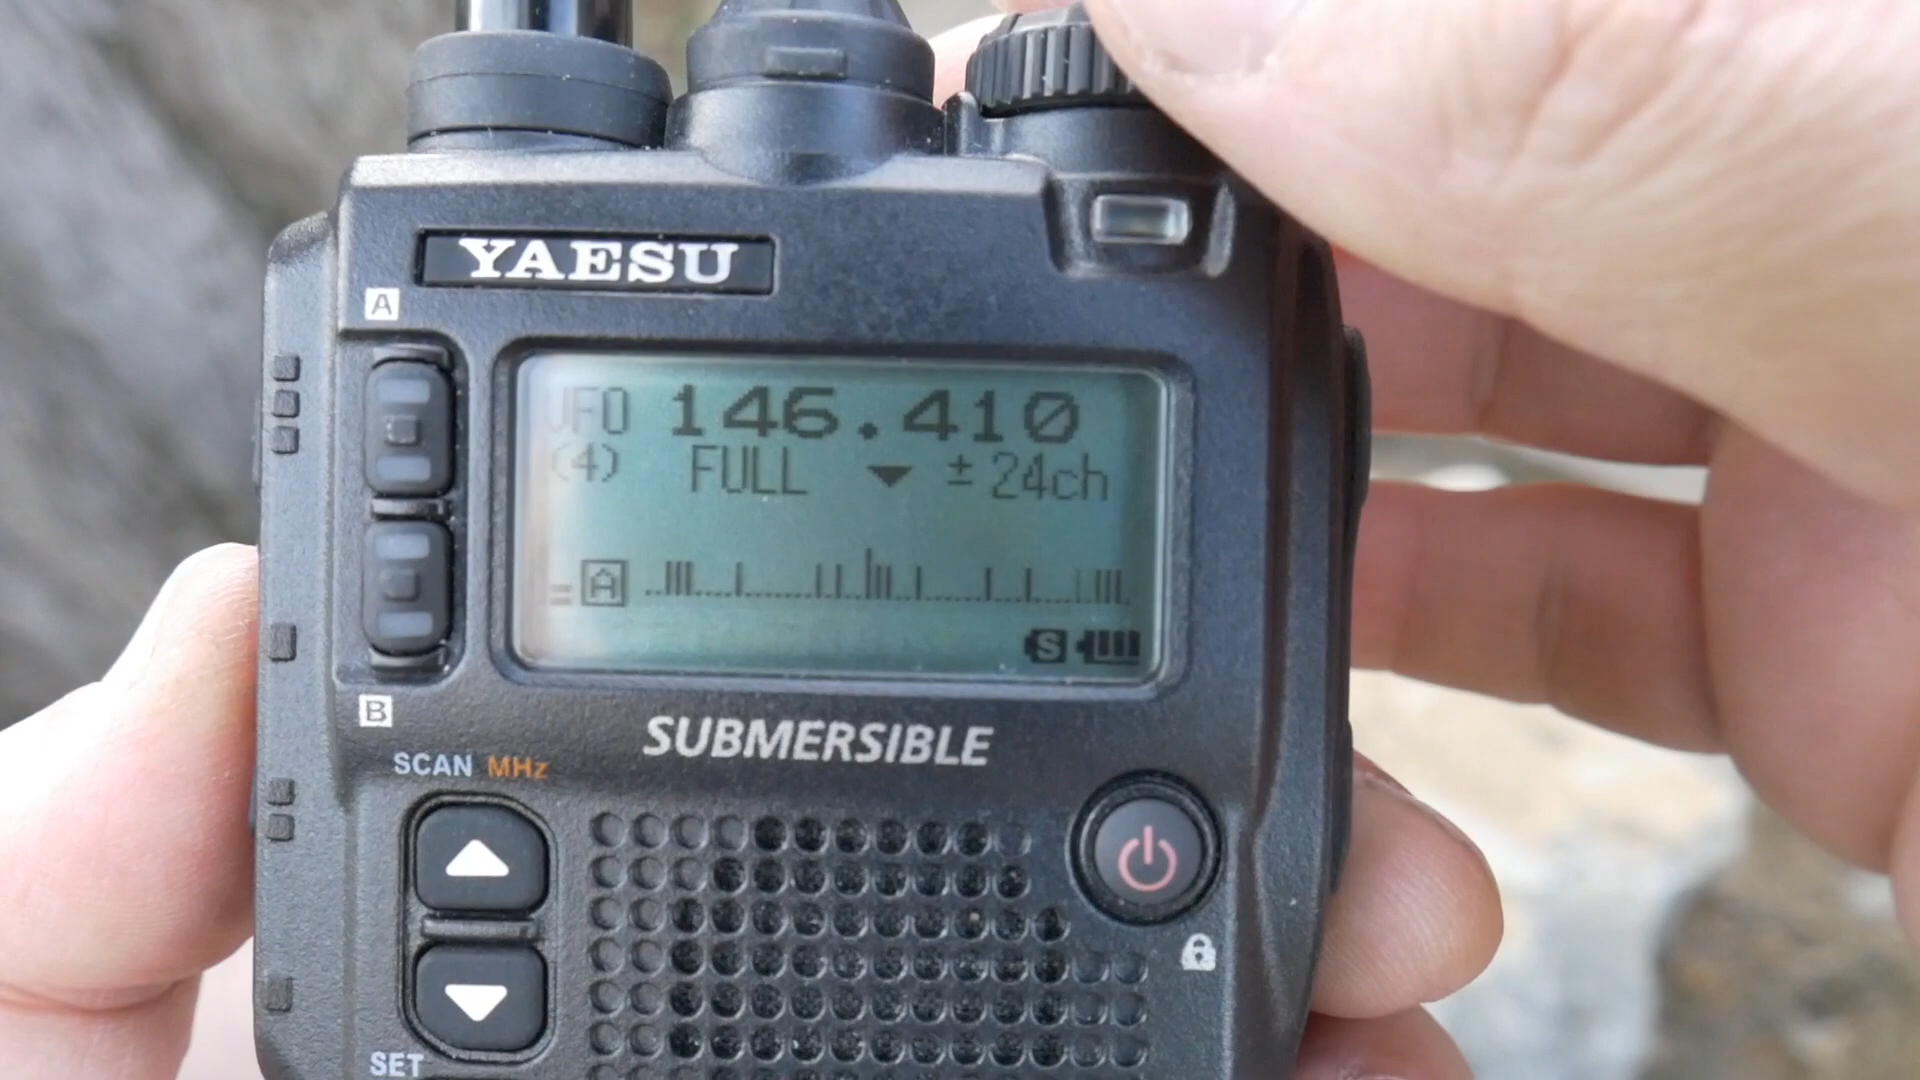 YAESU
A
VFO 146.410
(4) FULL ± 24ch
A
S
B
SUBMERSIBLE
SCAN MHz
SET